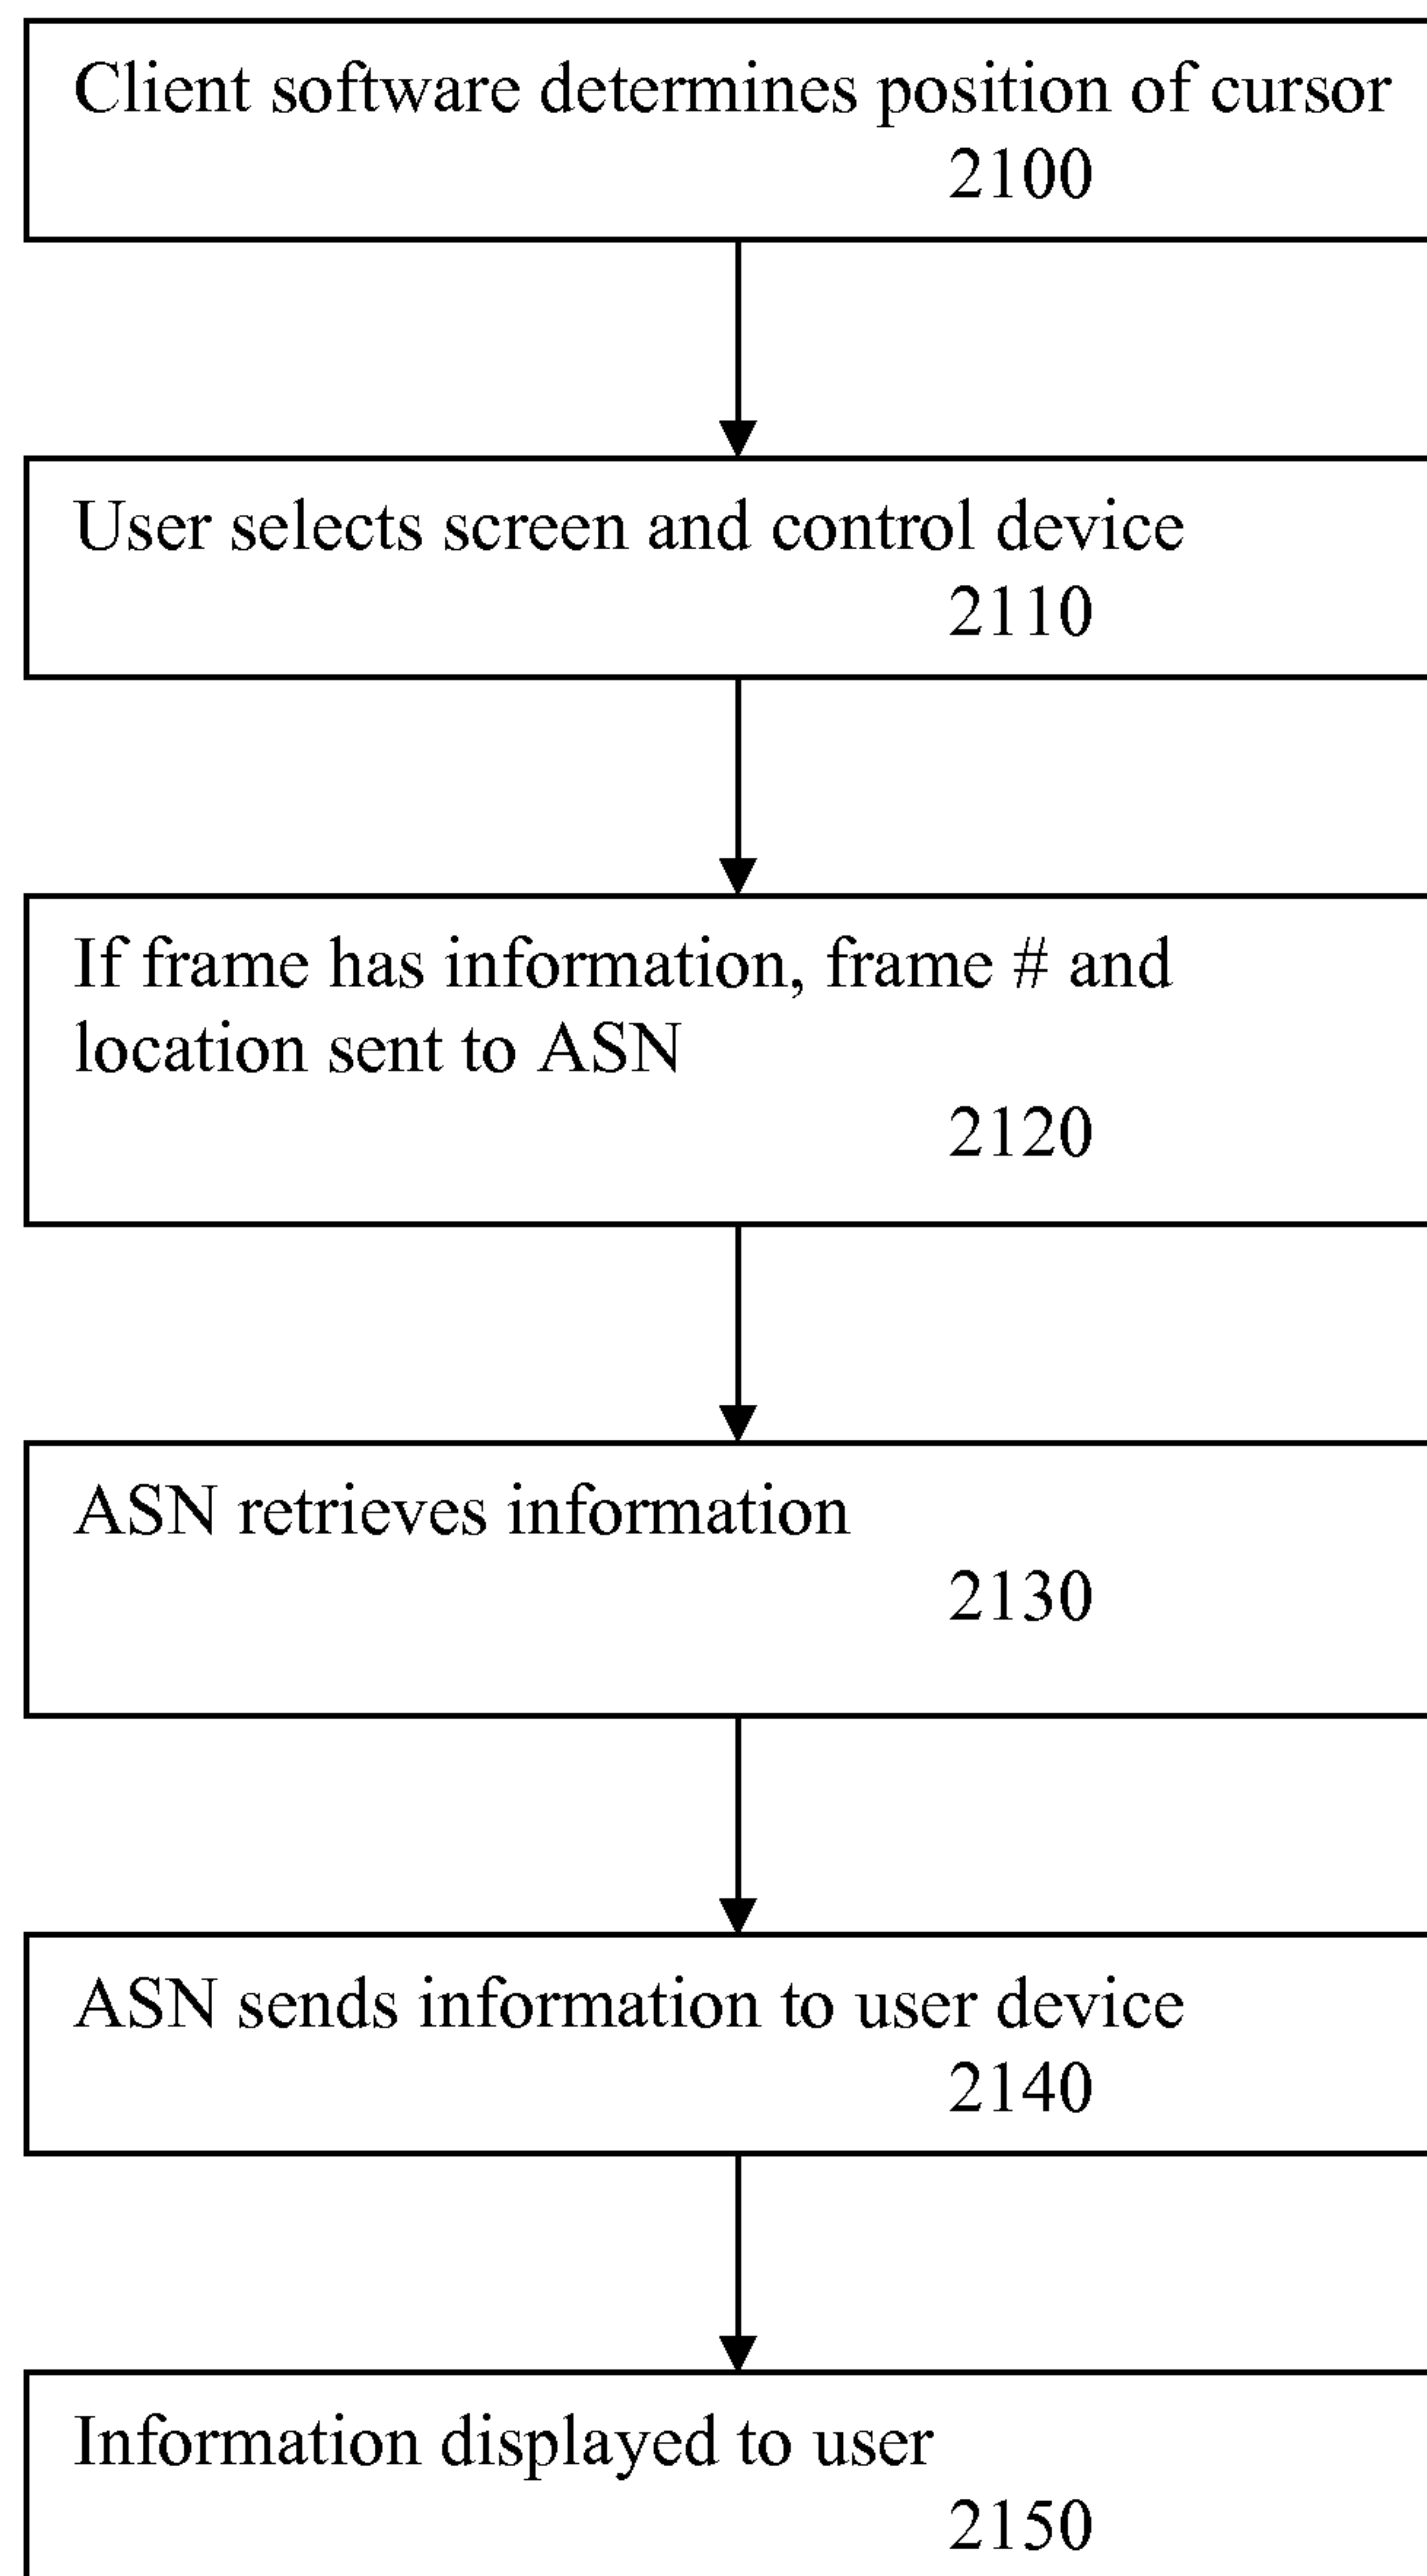 Client software determines position of cursor
2100
User selects screen and control device
2110
If frame has information, frame # and
location sent to ASN
2120
ASN retrieves information
2130
ASN sends information to user device
2140
Information displayed to user
2150